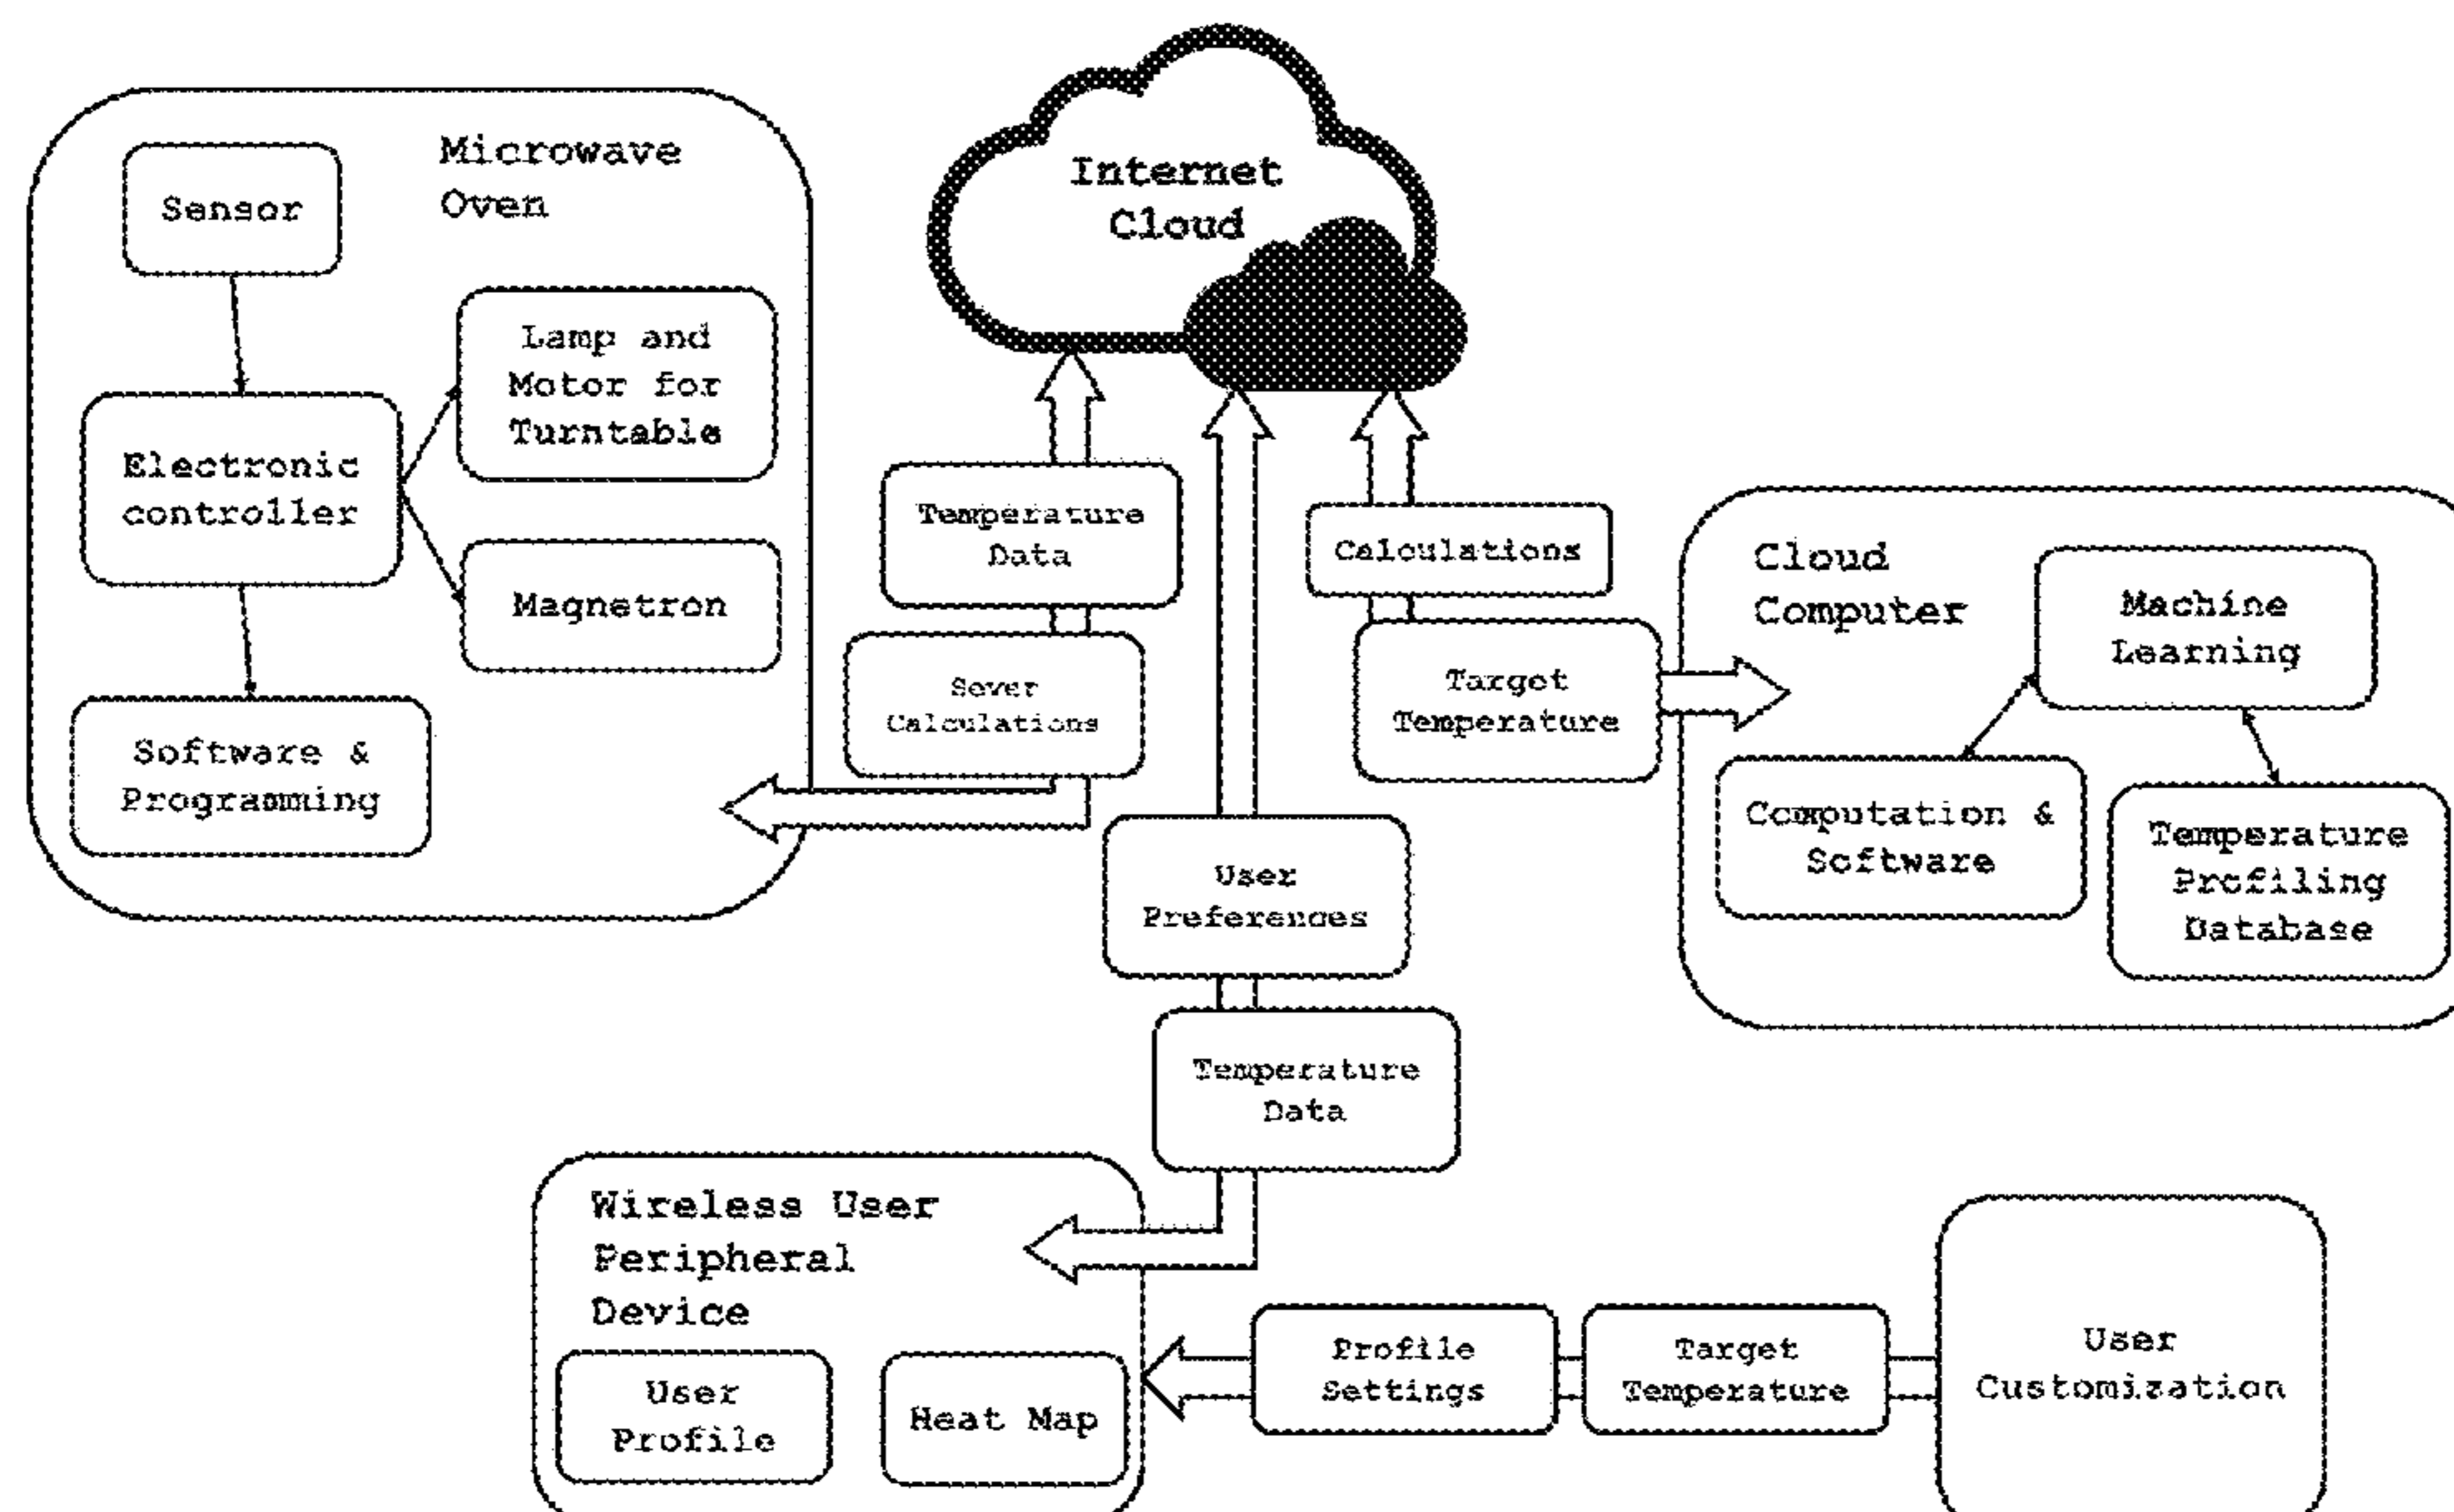 Microwave
Oven
Sensor
Lamp and
Motor for
Turntable
Electronic
controller
Magnetron
Software &
Programming
Internet
Cloud
Temperature
Data
Sever
Calculations
User
Preferences
Temperature
Data
Calculations
Target
Temperature
Cloud
Computer
Machine
Learning
Computation &
Software
Temperature
Profiling
Database
Wireless User
Peripheral
Device
User
Profile
Heat Map
Profile
Settings
Target
Temperature
User
Customization